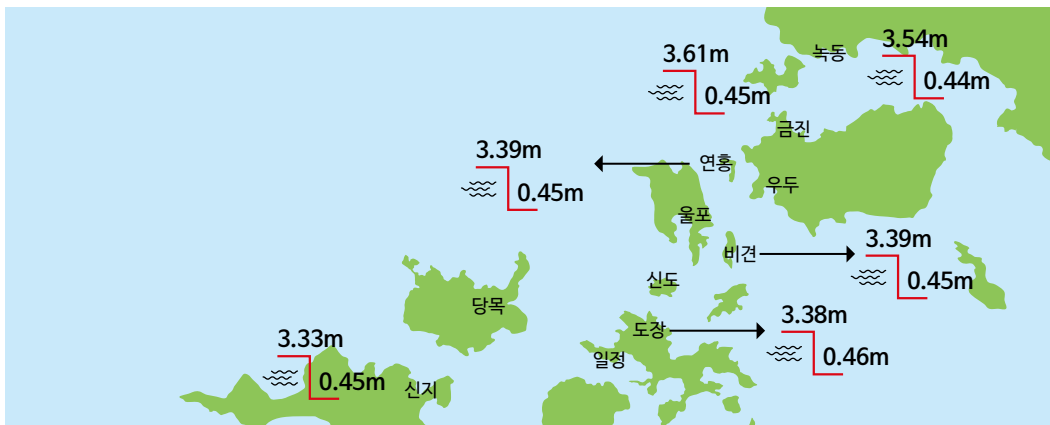 3.54m
녹동
3.61m
0.44m
0.45m
금진
3.39m
연홍
우두
0.45m
울포
3.39m
비견
0.45m
신도
당목
3.38m
도장
3.33m
일정
0.46m
0.45m
신지